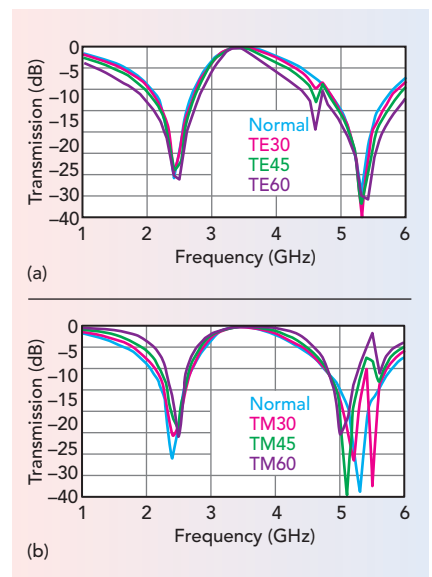 Transmission (dB)
0
−5
−10
−15
−20
−25
−30
−40
Normal
TE30
TE45
TE60
1 2 3 4 5 6
Frequency (GHz)
(a)
Transmission (dB)
0
−5
−10
−15
−20
−25
−30
−40
Normal
TM30
TM45
TM60
1 2 3 4 5 6
Frequency (GHz)
(b)